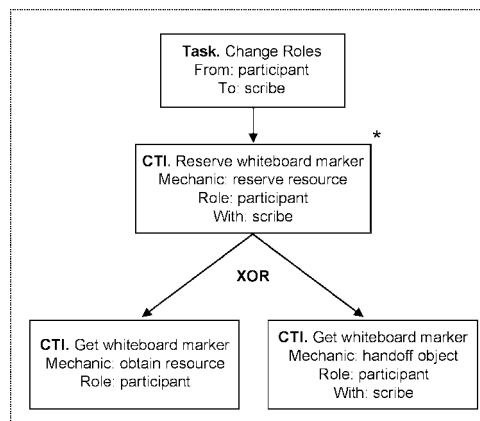 Task. Change Roles
From: participant
To: scribe
*
CTI. Reserve whiteboard marker
Mechanic: reserve resource
Role: participant
With: scribe
XOR
CTI. Get whiteboard marker
Mechanic: obtain resource
Role: participant
CTI. Get whiteboard marker
Mechanic: handoff object
Role: participant
With: scribe